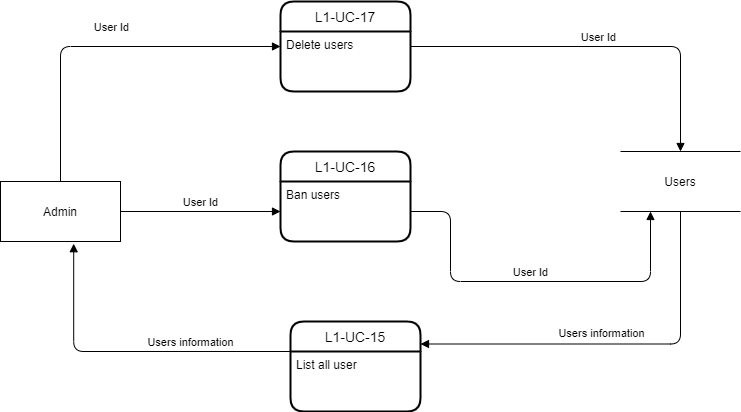 L1-UC-17
User Id
Delete users
User Id
L1-UC-16
Ban users
Users
Admin
User Id
User Id
L1-UC-15
Users information
Users information
List all user